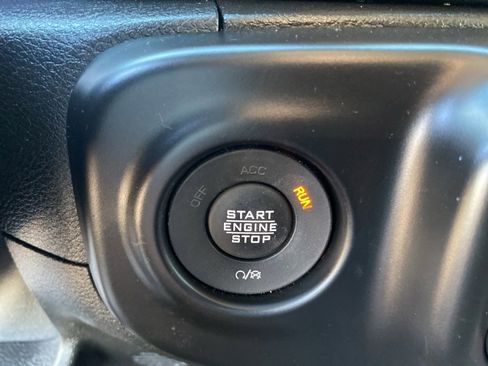 ACC
OFF
RUN
START
ENGINE
STOP